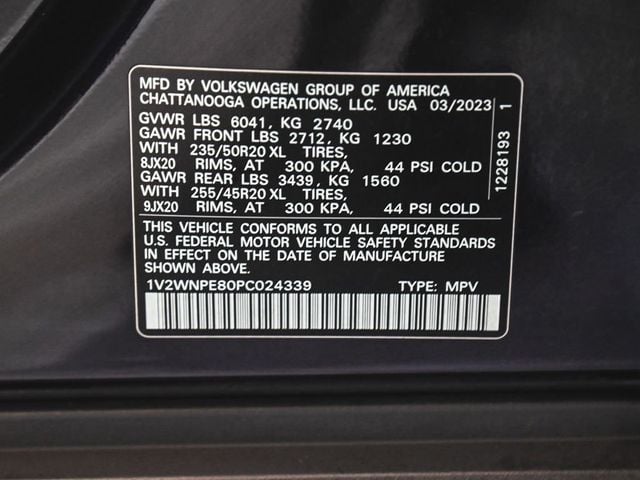 MFD BY VOLKSWAGEN GROUP OF AMERICA
CHATTANOOGA OPERATIONS, LLC. USA 03/2023
GVWR LBS 6041, KG 2740
GAWR FRONT LBS 2712, KG 1230
WITH 235/50R20 XL TIRES,
8JX20 RIMS, AT 300 KPA, 44 PSI COLD
GAWR REAR LBS 3439, KG 1560
WITH 255/45R20 XL TIRES,
9JX20 RIMS, AT 300 KPA, 44 PSI COLD
THIS VEHICLE CONFORMS TO ALL APPLICABLE
U.S. FEDERAL MOTOR VEHICLE SAFETY STANDARDS
IN EFFECT ON THE DATE OF MANUFACTURE
SHOWN ABOVE.
1V2WNPE80PC024339 TYPE: MPV
1228193 1